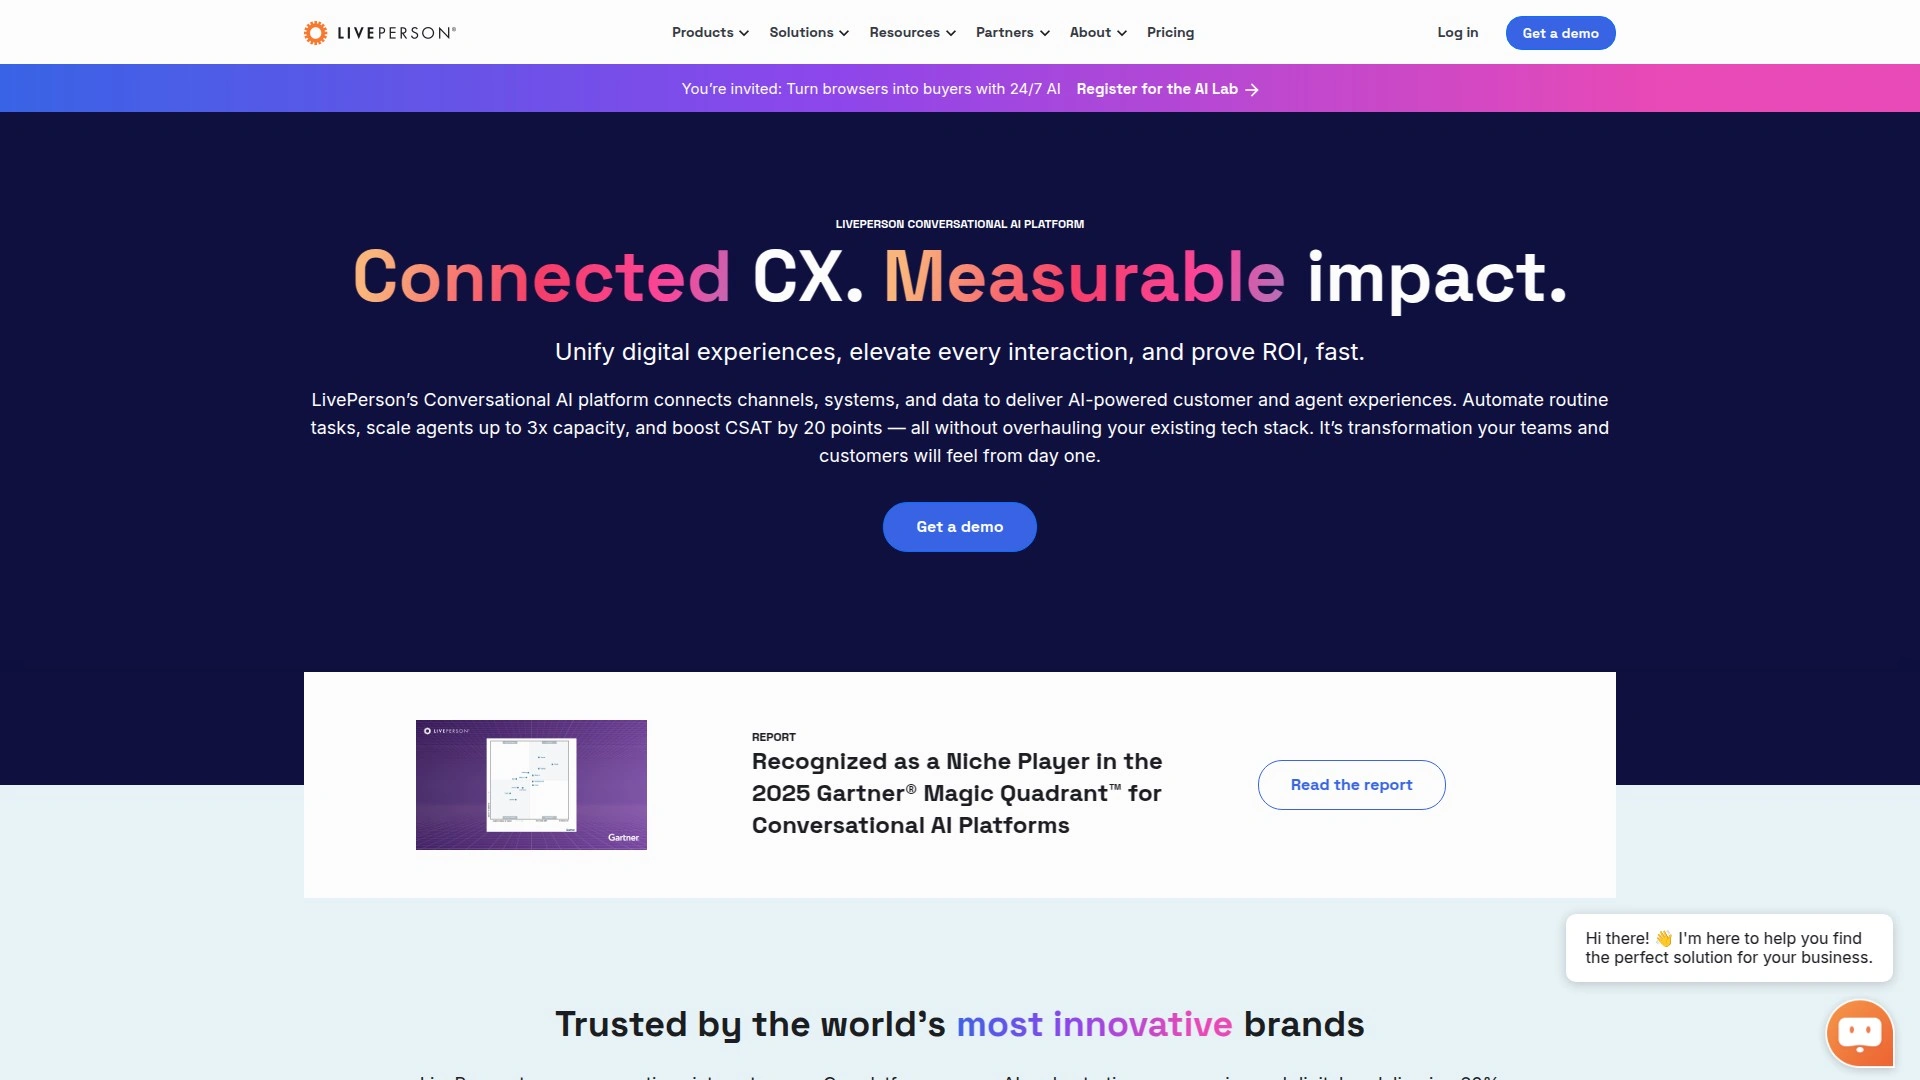 LIVEPERSON®
Products Solutions Resources Partners About Pricing
Log in Get a demo
You’re invited: Turn browsers into buyers with 24/7 AI Register for the AI Lab →
LIVEPERSON CONVERSATIONAL AI PLATFORM
Connected CX. Measurable impact.
Unify digital experiences, elevate every interaction, and prove ROI, fast.
LivePerson’s Conversational AI platform connects channels, systems, and data to deliver AI-powered customer and agent experiences. Automate routine
tasks, scale agents up to 3x capacity, and boost CSAT by 20 points — all without overhauling your existing tech stack. It’s transformation your teams and
customers will feel from day one.
Get a demo
LIVEPERSON
Gartner
REPORT
Recognized as a Niche Player in the
2025 Gartner® Magic Quadrant™ for
Conversational AI Platforms
Read the report
Hi there! 👋 I'm here to help you find
the perfect solution for your business.
Trusted by the world’s most innovative brands